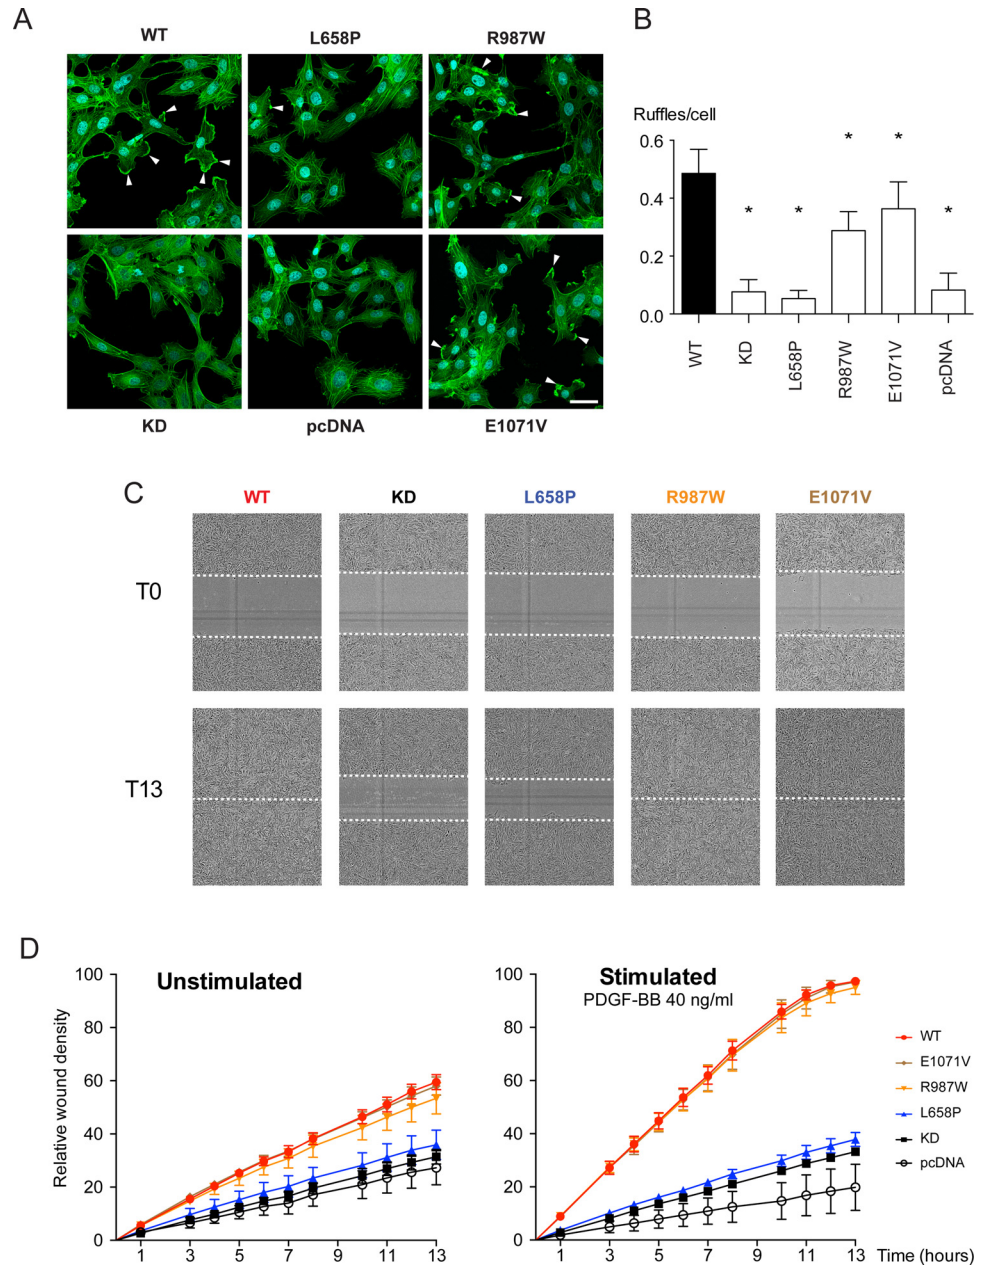 A
WT
L658P
R987W
KD
pcDNA
E1071V
B
Ruffles/cell
0.6
0.4
0.2
0.0
* * * * *
WT
KD
L658P
R987W
E1071V
pcDNA
C
WT
KD
L658P
R987W
E1071V
T0
T13
D
Unstimulated
Relative wound density
100
80
60
40
20
0
1 3 5 7 9 11 13
Stimulated
PDGF-BB 40 ng/ml
100
80
60
40
20
0
1 3 5 7 9 11 13
Time (hours)
WT
E1071V
R987W
L658P
KD
pcDNA